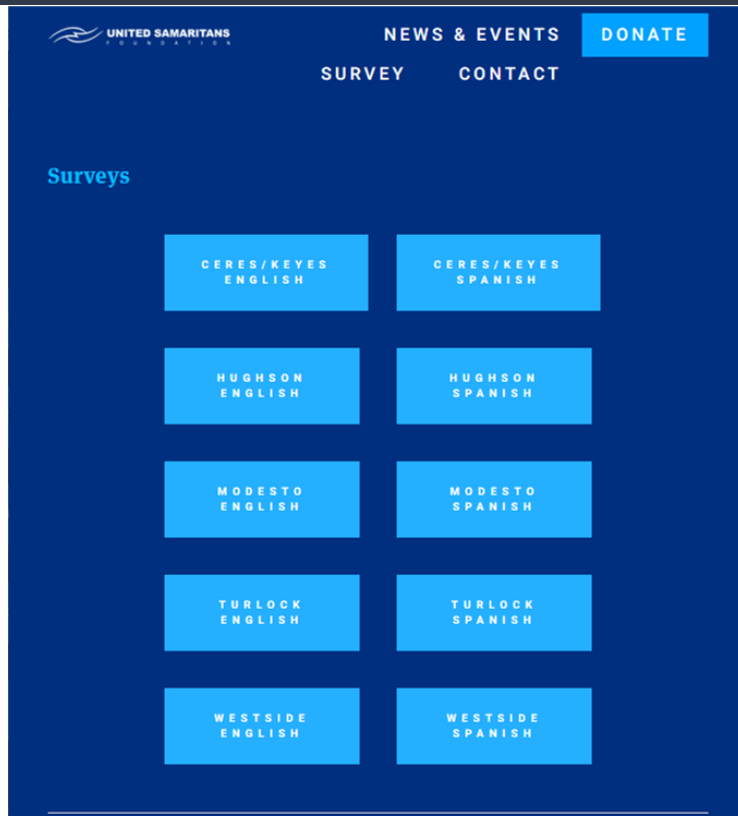 UNITED SAMARITANS
FOUNDATION
NEWS & EVENTS
DONATE
SURVEY
CONTACT
Surveys
CERES/KEYES
ENGLISH
CERES/KEYES
SPANISH
HUGHSON
ENGLISH
HUGHSON
SPANISH
MODESTO
ENGLISH
MODESTO
SPANISH
TURLOCK
ENGLISH
TURLOCK
SPANISH
WESTSIDE
ENGLISH
WESTSIDE
SPANISH